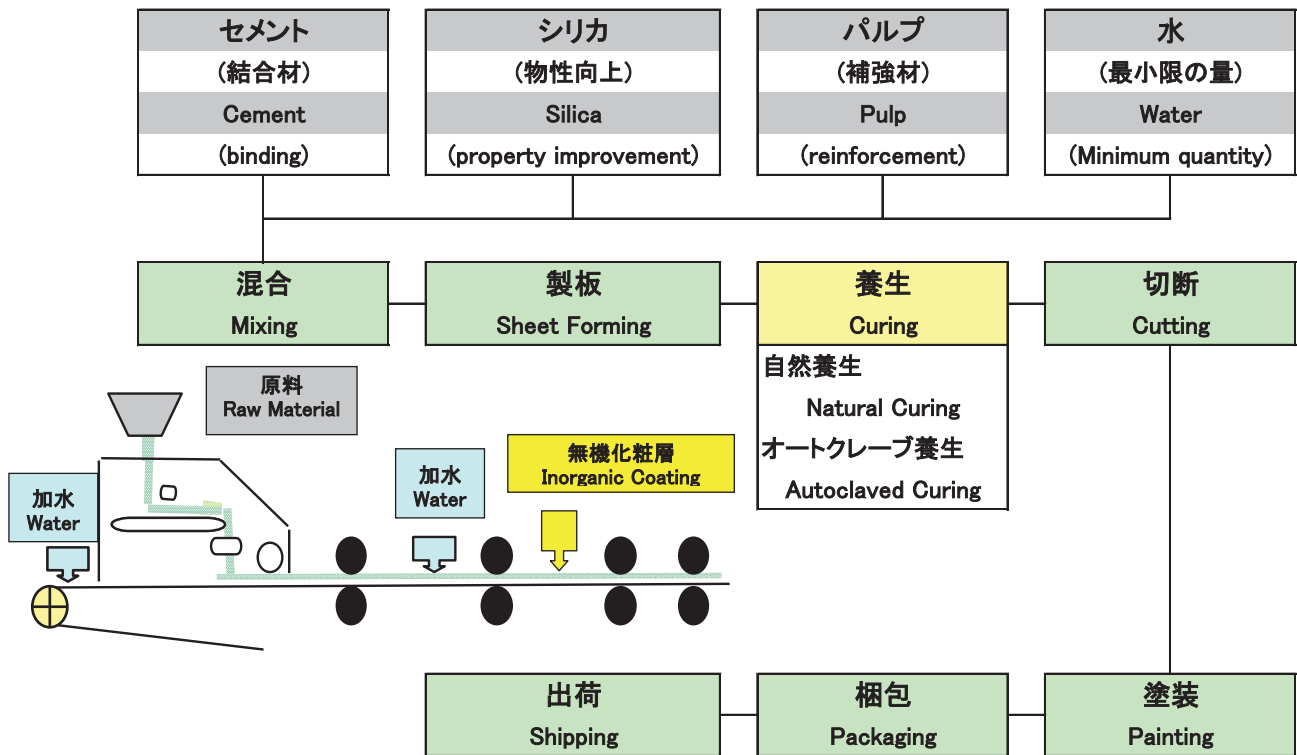 セメント
(結合材)
Cement
(binding)
シリカ
(物性向上)
Silica
(property improvement)
パルプ
(補強材)
Pulp
(reinforcement)
水
(最小限の量)
Water
(Minimum quantity)
混合
Mixing
製板
Sheet Forming
養生
Curing
切断
Cutting
自然養生
Natural Curing
オートクレーブ養生
Autoclaved Curing
原料
Raw Material
加水
Water
加水
Water
無機化粧層
Inorganic Coating
出荷
Shipping
梱包
Packaging
塗装
Painting